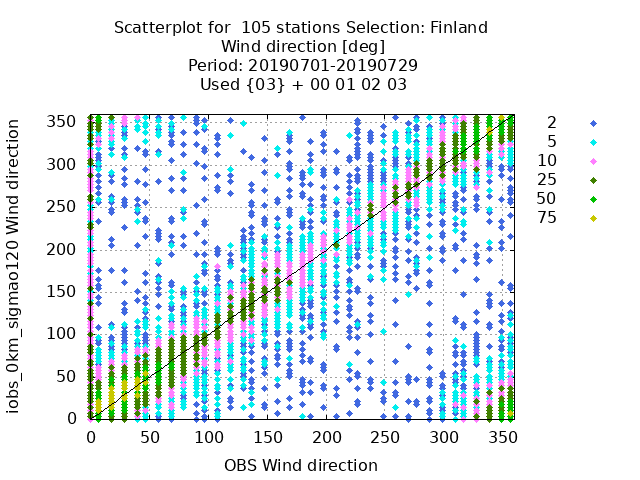 Scatterplot for  105 stations Selection: Finland
Wind direction [deg]
Period: 20190701-20190729
Used {03} + 00 01 02 03
iobs_0km_sigmao120 Wind direction
350
300
250
200
150
100
50
0
0 50 100 150 200 250 300 350
OBS Wind direction
2
5
10
25
50
75